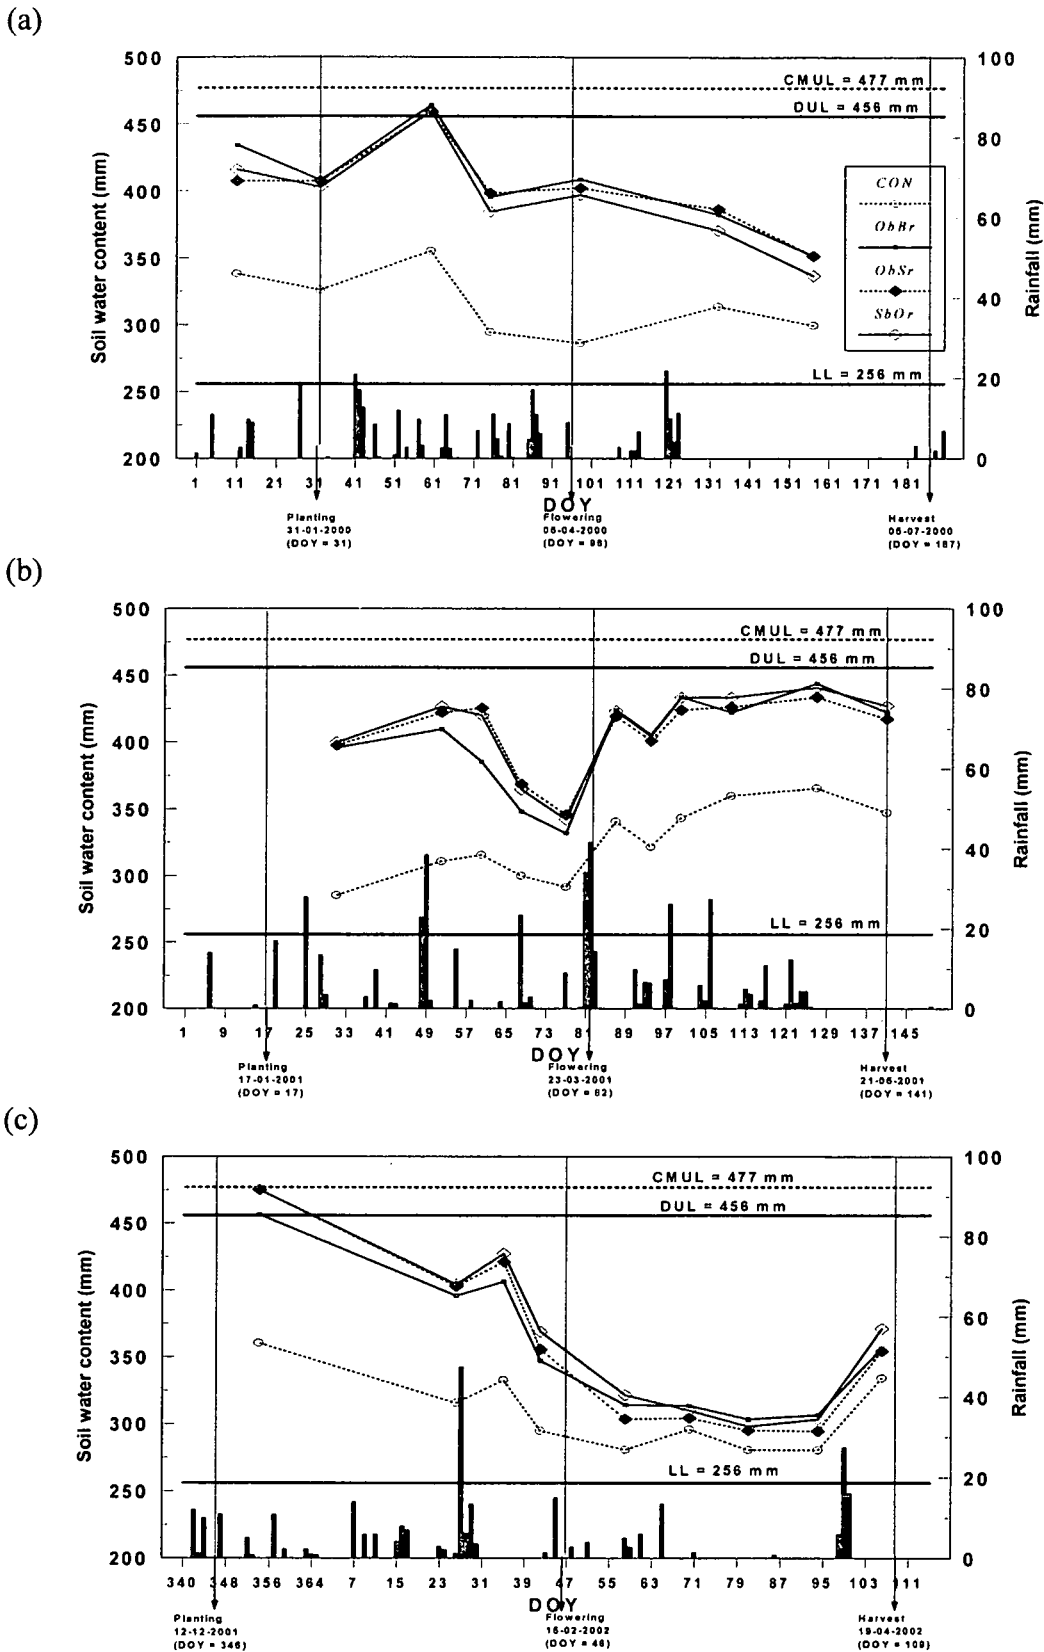 (a)
500
450
400
350
300
250
200
Soil water content (mm)
100
80
60
40
20
0
Rainfall (mm)
CMUL = 477 mm
DUL = 456 mm
CON
ObBr
ObSr
SbOr
LL = 256 mm
1 11 21 31 41 51 61 71 81 91 101 111 121 131 141 151 161 171 181
DOY
Planting
31-01-2000
(DOY = 31)
Flowering
05-04-2000
(DOY = 96)
Harvest
05-07-2000
(DOY = 187)
(b)
500
450
400
350
300
250
200
Soil water content (mm)
100
80
60
40
20
0
Rainfall (mm)
CMUL = 477 mm
DUL = 456 mm
LL = 256 mm
1 9 17 25 33 41 49 57 65 73 81 89 97 105 113 121 129 137 145
DOY
Planting
17-01-2001
(DOY = 17)
Flowering
23-03-2001
(DOY = 82)
Harvest
21-05-2001
(DOY = 141)
(c)
500
450
400
350
300
250
200
Soil water content (mm)
100
80
60
40
20
0
Rainfall (mm)
CMUL = 477 mm
DUL = 456 mm
LL = 256 mm
340 348 356 364 7 15 23 31 39 47 55 63 71 79 87 95 103 111
DOY
Planting
12-12-2001
(DOY = 346)
Flowering
(DOY = 46)
Harvest
19-04-2002
(DOY = 109)